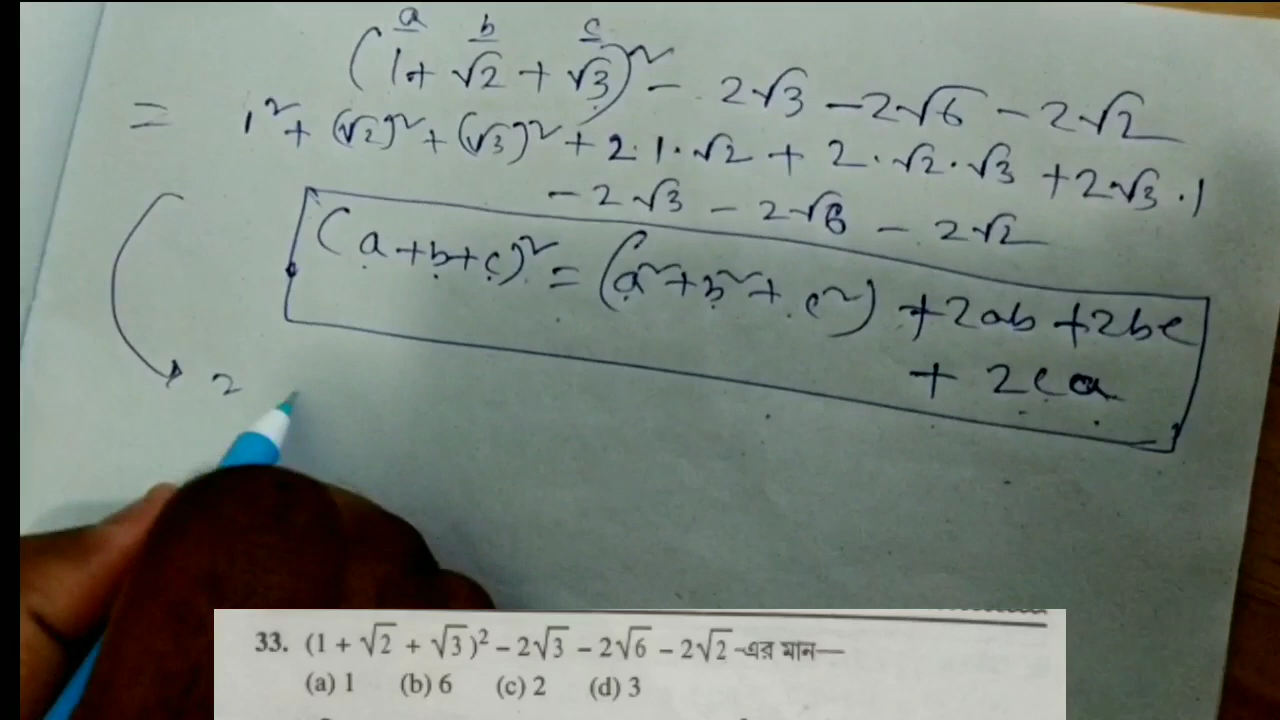 a b c
(1 + √2 + √3)² - 2√3 - 2√6 - 2√2
= 1² + (√2)² + (√3)² + 2·1·√2 + 2·√2·√3 + 2√3·1
- 2√3 - 2√6 - 2√2
(a+b+c)² = (a²+b²+c²) + 2ab + 2bc
+ 2ca
2
33. (1 + √2 + √3)² − 2√3 − 2√6 − 2√2 -এর মান—
(a) 1 (b) 6 (c) 2 (d) 3